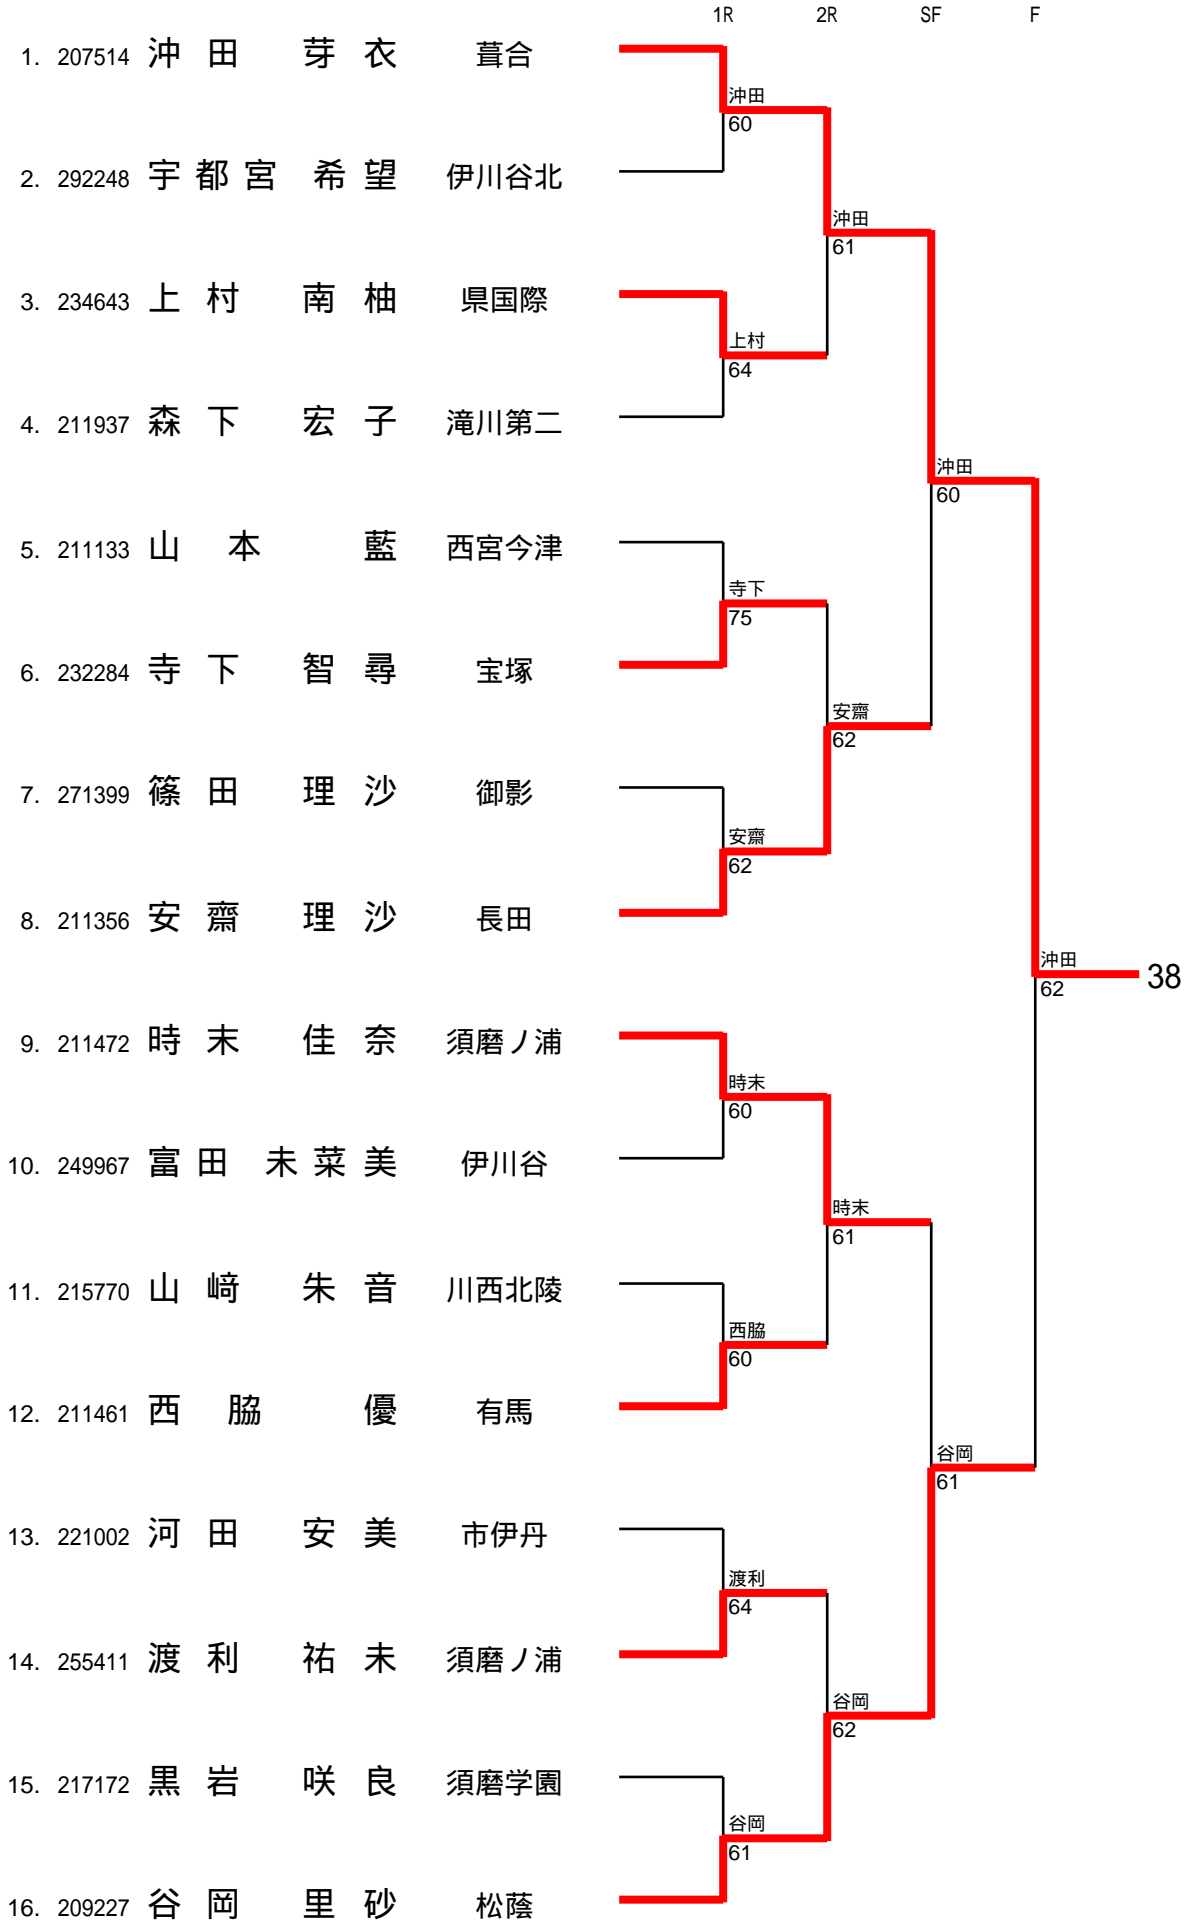 1R 2R SF F
1. 207514 沖田 芽衣 葺合
沖田
60
2. 292248 宇都宮 希望 伊川谷北
沖田
61
3. 234643 上村 南柚 県国際
上村
64
4. 211937 森下 宏子 滝川第二
沖田
60
5. 211133 山本 藍 西宮今津
寺下
75
6. 232284 寺下 智尋 宝塚
安齋
62
7. 271399 篠田 理沙 御影
安齋
62
8. 211356 安齋 理沙 長田
沖田
62
38
9. 211472 時末 佳奈 須磨ノ浦
時末
60
10. 249967 富田 未菜美 伊川谷
時末
61
11. 215770 山﨑 朱音 川西北陵
西脇
60
12. 211461 西脇 優 有馬
谷岡
61
13. 221002 河田 安美 市伊丹
渡利
64
14. 255411 渡利 祐未 須磨ノ浦
谷岡
62
15. 217172 黒岩 咲良 須磨学園
谷岡
61
16. 209227 谷岡 里砂 松蔭